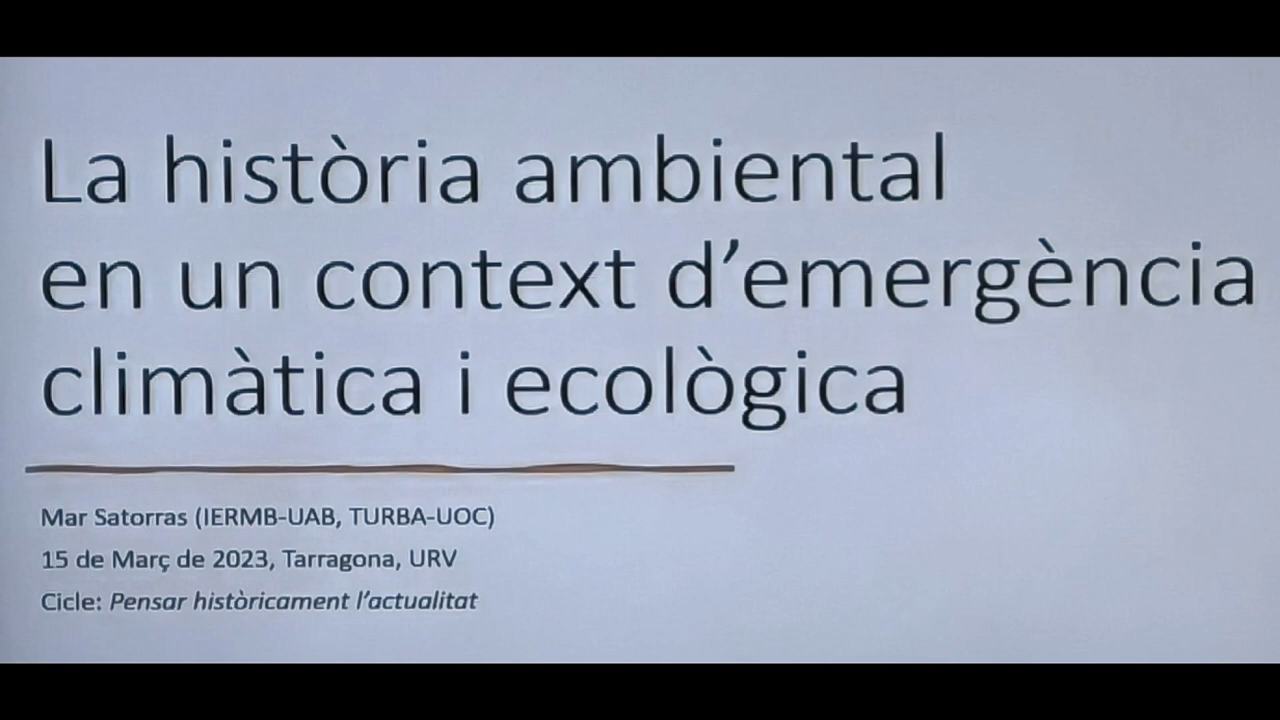 La història ambiental
en un context d’emergència
climàtica i ecològica
Mar Satorras (IERMB-UAB, TURBA-UOC)
15 de Març de 2023, Tarragona, URV
Cicle: Pensar històricament l’actualitat